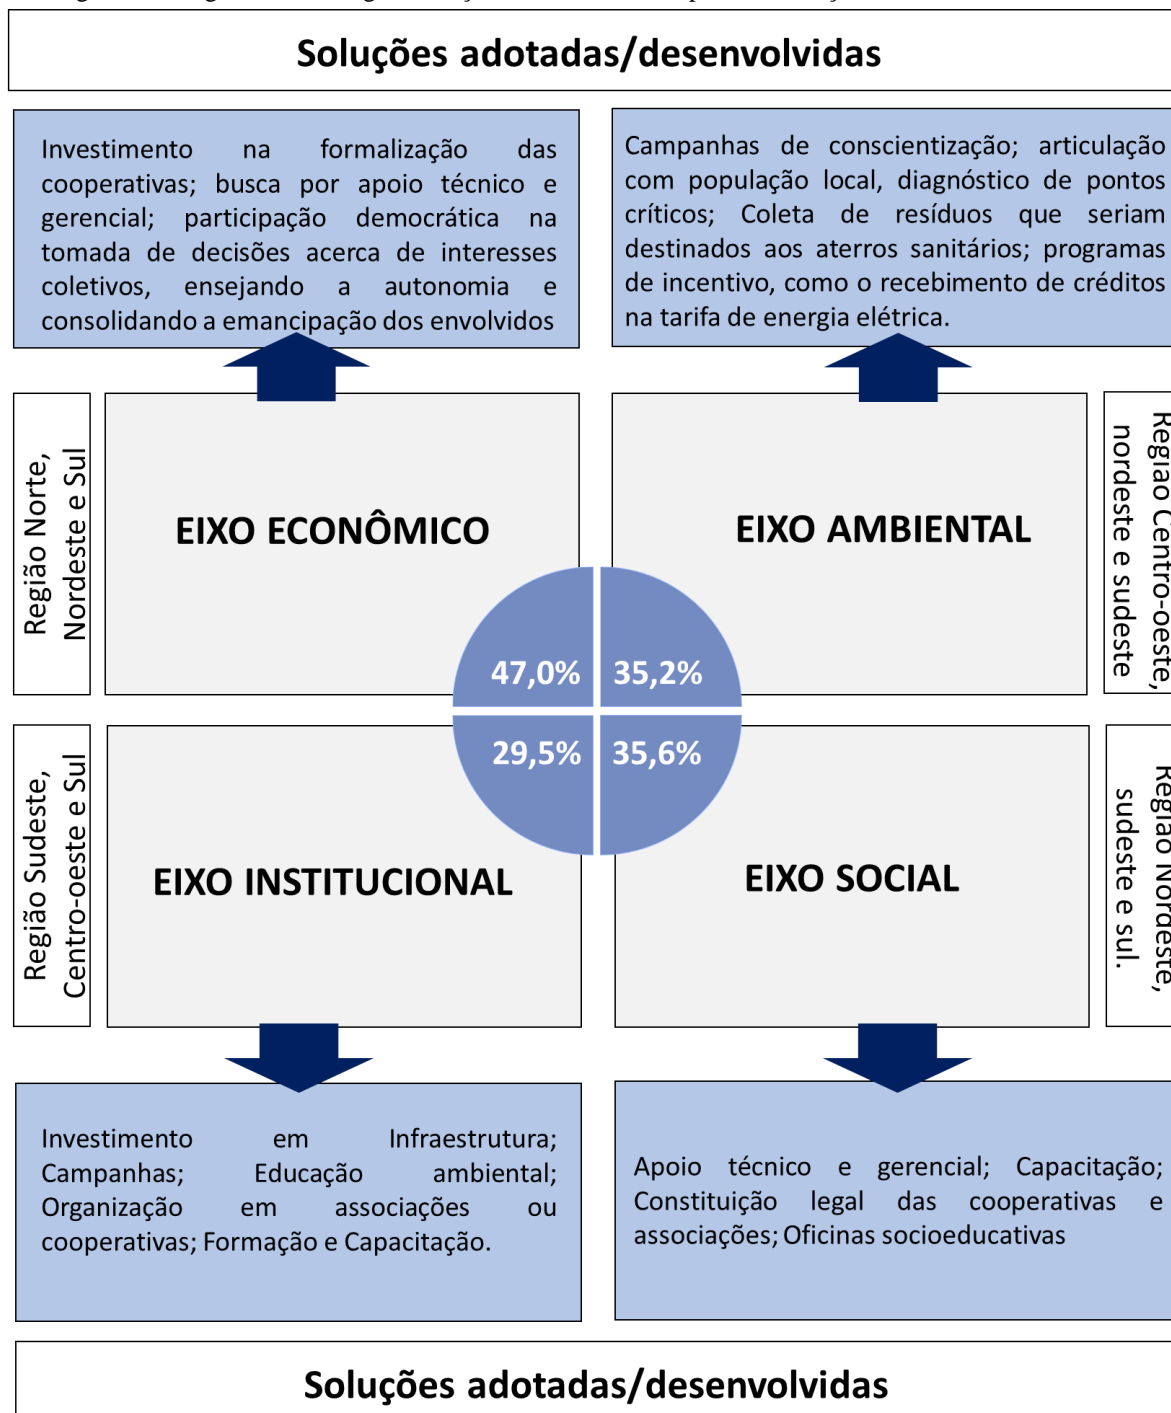 Soluções adotadas/desenvolvidas
Investimento na formalização das
cooperativas; busca por apoio técnico e
gerencial; participação democrática na
tomada de decisões acerca de interesses
coletivos, ensejando a autonomia e
consolidando a emancipação dos envolvidos
Campanhas de conscientização; articulação
com população local, diagnóstico de pontos
críticos; Coleta de resíduos que seriam
destinados aos aterros sanitários; programas
de incentivo, como o recebimento de créditos
na tarifa de energia elétrica.
Região Norte,
Nordeste e Sul
EIXO ECONÔMICO
EIXO AMBIENTAL
Região Centro-oeste,
nordeste e sudeste
47,0%
35,2%
29,5%
35,6%
Região Sudeste,
Centro-oeste e Sul
EIXO INSTITUCIONAL
EIXO SOCIAL
Região Nordeste,
sudeste e sul.
Investimento em Infraestrutura;
Campanhas; Educação ambiental;
Organização em associações ou
cooperativas; Formação e Capacitação.
Apoio técnico e gerencial; Capacitação;
Constituição legal das cooperativas e
associações; Oficinas socioeducativas
Soluções adotadas/desenvolvidas